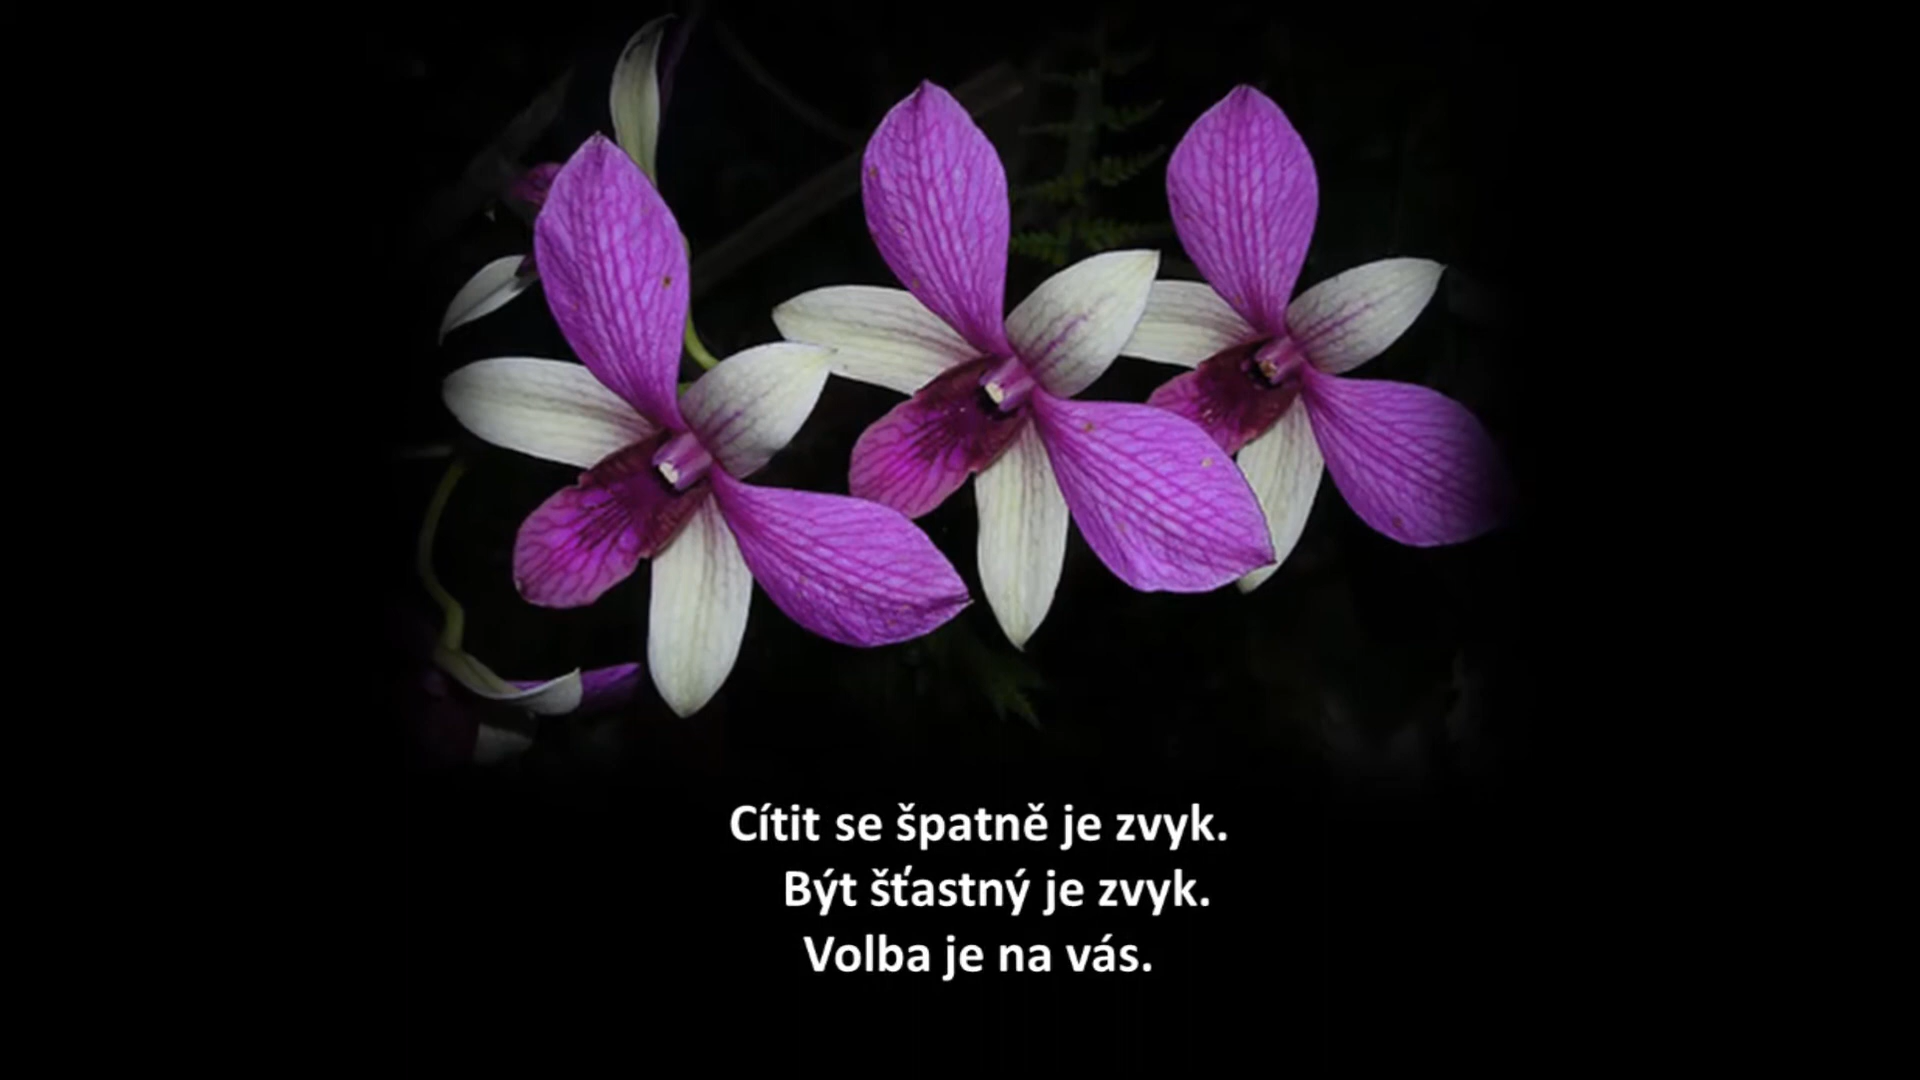 Cítit se špatně je zvyk.
Být šťastný je zvyk.
Volba je na vás.